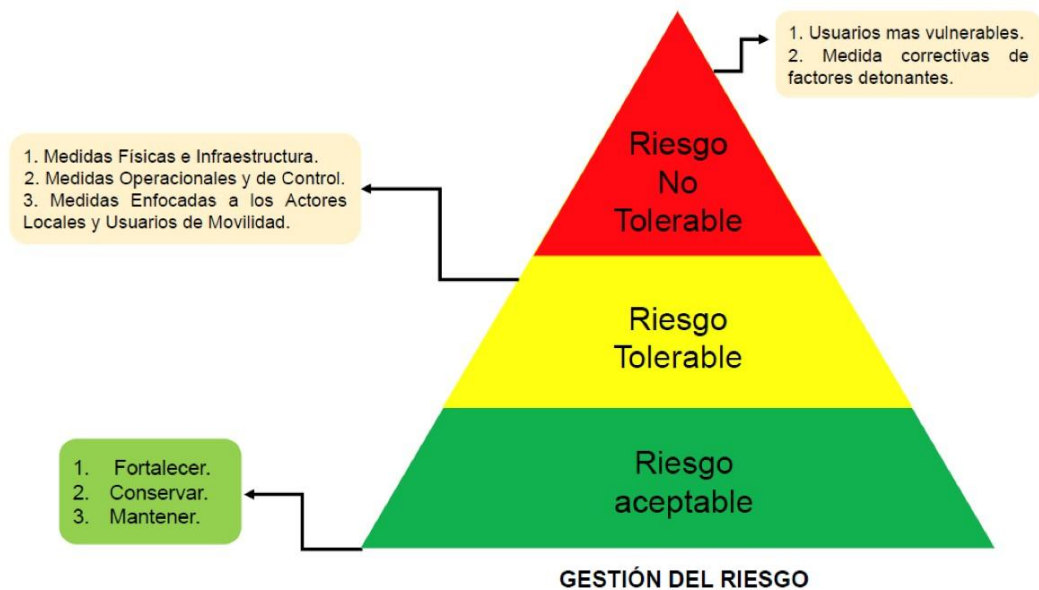 1. Usuarios mas vulnerables.
2. Medida correctivas de
factores detonantes.
1. Medidas Físicas e Infraestructura.
2. Medidas Operacionales y de Control.
3. Medidas Enfocadas a los Actores
Locales y Usuarios de Movilidad.
Riesgo
No
Tolerable
Riesgo
Tolerable
1. Fortalecer.
2. Conservar.
3. Mantener.
Riesgo
aceptable
GESTIÓN DEL RIESGO